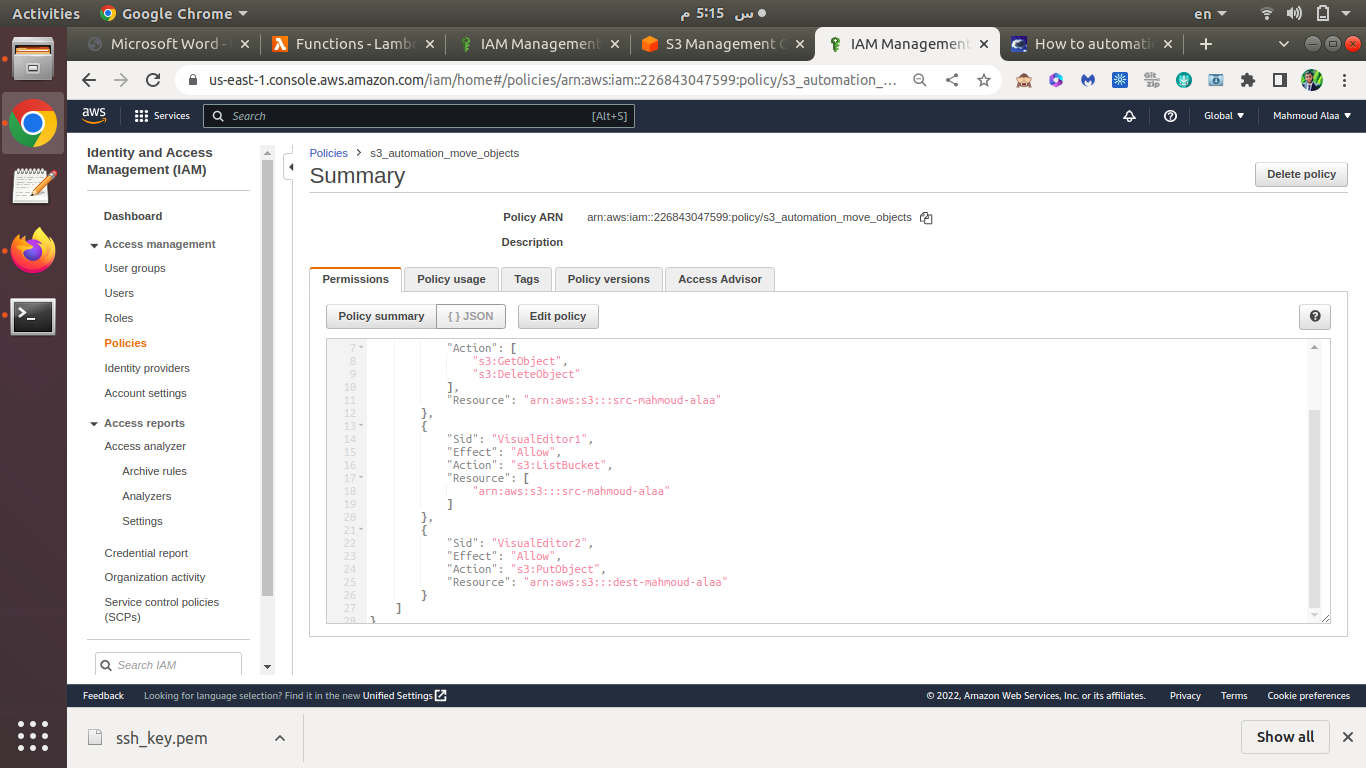 Activities Google Chrome س 5:15 م en
Microsoft Word - Functions - Lamb IAM Management S3 Management C IAM Management How to automati
us-east-1.console.aws.amazon.com/iam/home#/policies/arn:aws:iam::226843047599:policy/s3_automation_...
aws Services Search [Alt+S] Global Mahmoud Alaa
Identity and Access
Management (IAM)
Dashboard
Access management
User groups
Users
Roles
Policies
Identity providers
Account settings
Access reports
Access analyzer
Archive rules
Analyzers
Settings
Credential report
Organization activity
Service control policies
(SCPs)
Search IAM
Policies > s3_automation_move_objects
Summary
Delete policy
Policy ARN arn:aws:iam::226843047599:policy/s3_automation_move_objects
Description
Permissions Policy usage Tags Policy versions Access Advisor
Policy summary { } JSON Edit policy
7 "Action": [
8 "s3:GetObject",
9 "s3:DeleteObject"
10 ],
11 "Resource": "arn:aws:s3:::src-mahmoud-alaa"
12 },
13 {
14 "Sid": "VisualEditor1",
15 "Effect": "Allow",
16 "Action": "s3:ListBucket",
17 "Resource": [
18 "arn:aws:s3:::src-mahmoud-alaa"
19 ]
20 },
21 {
22 "Sid": "VisualEditor2",
23 "Effect": "Allow",
24 "Action": "s3:PutObject",
25 "Resource": "arn:aws:s3:::dest-mahmoud-alaa"
26 }
27 ]
28 }
Feedback Looking for language selection? Find it in the new Unified Settings © 2022, Amazon Web Services, Inc. or its affiliates. Privacy Terms Cookie preferences
ssh_key.pem Show all